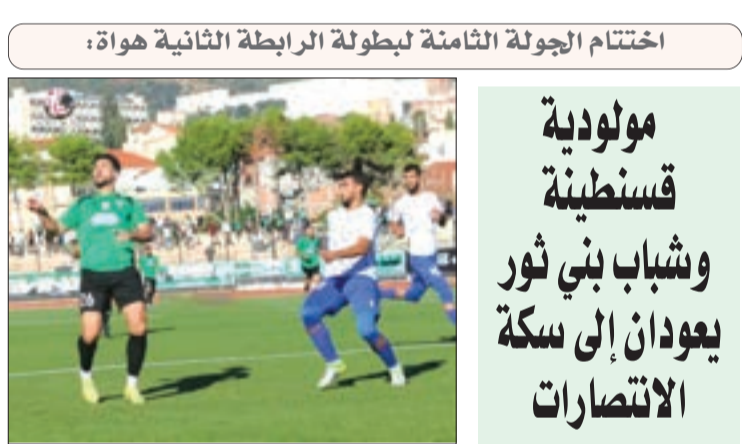 اختتام الجولة الثامنة لبطولة الرابطة الثانية هواة:
مولودية
قسنطينة
وشباب بني ثور
يعودان إلى سكة
الانتصارات